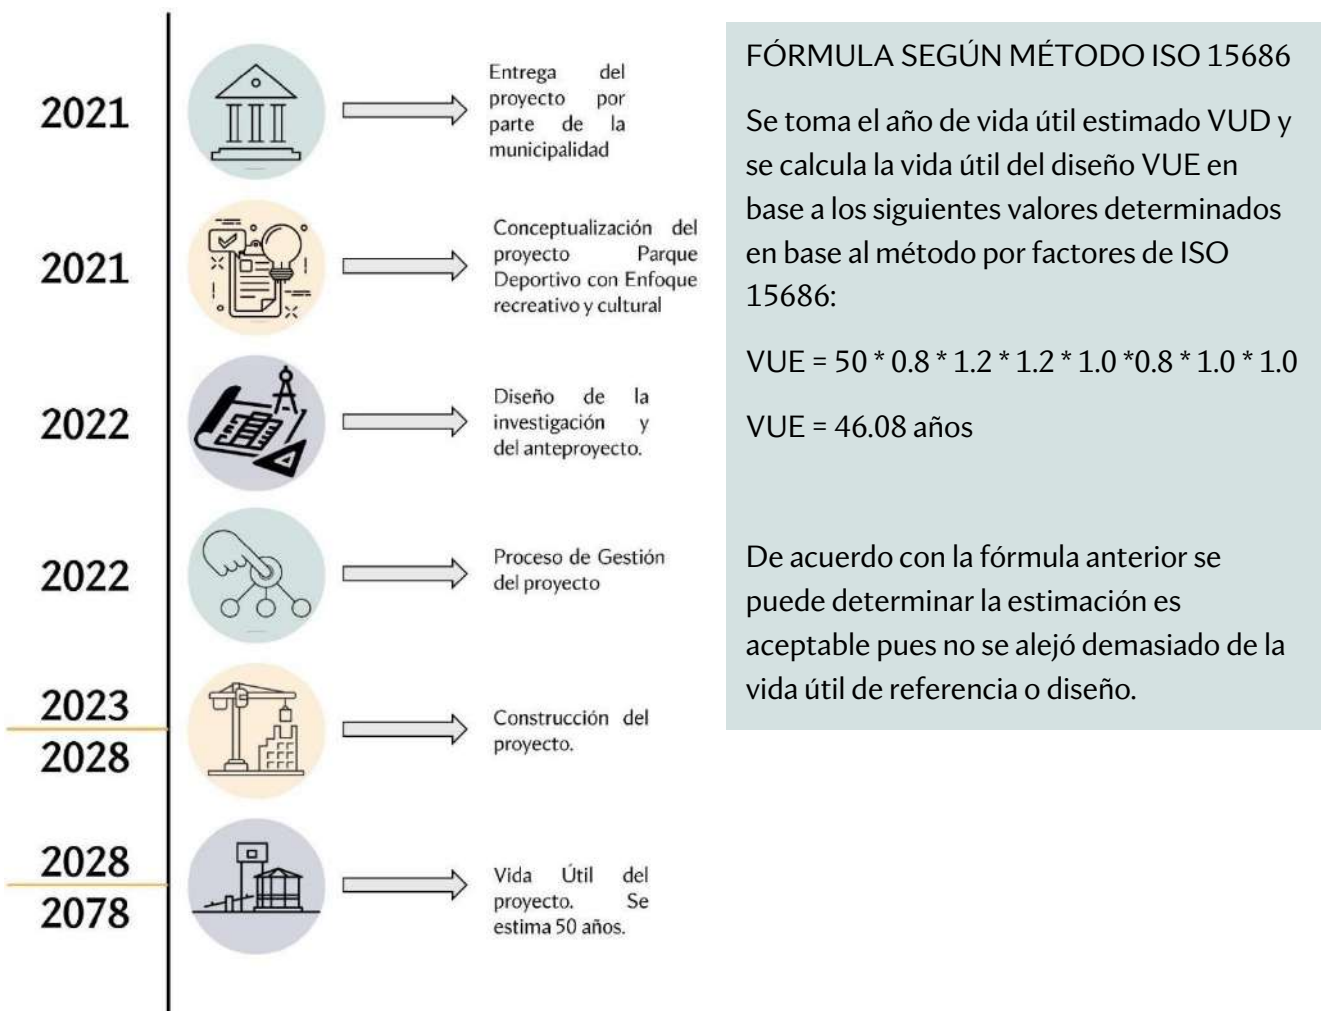 2021
Entrega del
proyecto por
parte de la
municipalidad
2021
Conceptualización del
proyecto Parque
Deportivo con Enfoque
recreativo y cultural
2022
Diseño de la
investigación y
del anteproyecto.
2022
Proceso de Gestión
del proyecto
2023
2028
Construcción del
proyecto.
2028
2078
Vida Útil del
proyecto. Se
estima 50 años.
FÓRMULA SEGÚN MÉTODO ISO 15686
Se toma el año de vida útil estimado VUD y
se calcula la vida útil del diseño VUE en
base a los siguientes valores determinados
en base al método por factores de ISO
15686:
VUE = 50 * 0.8 * 1.2 * 1.2 * 1.0 *0.8 * 1.0 * 1.0
VUE = 46.08 años
De acuerdo con la fórmula anterior se
puede determinar la estimación es
aceptable pues no se alejó demasiado de la
vida útil de referencia o diseño.